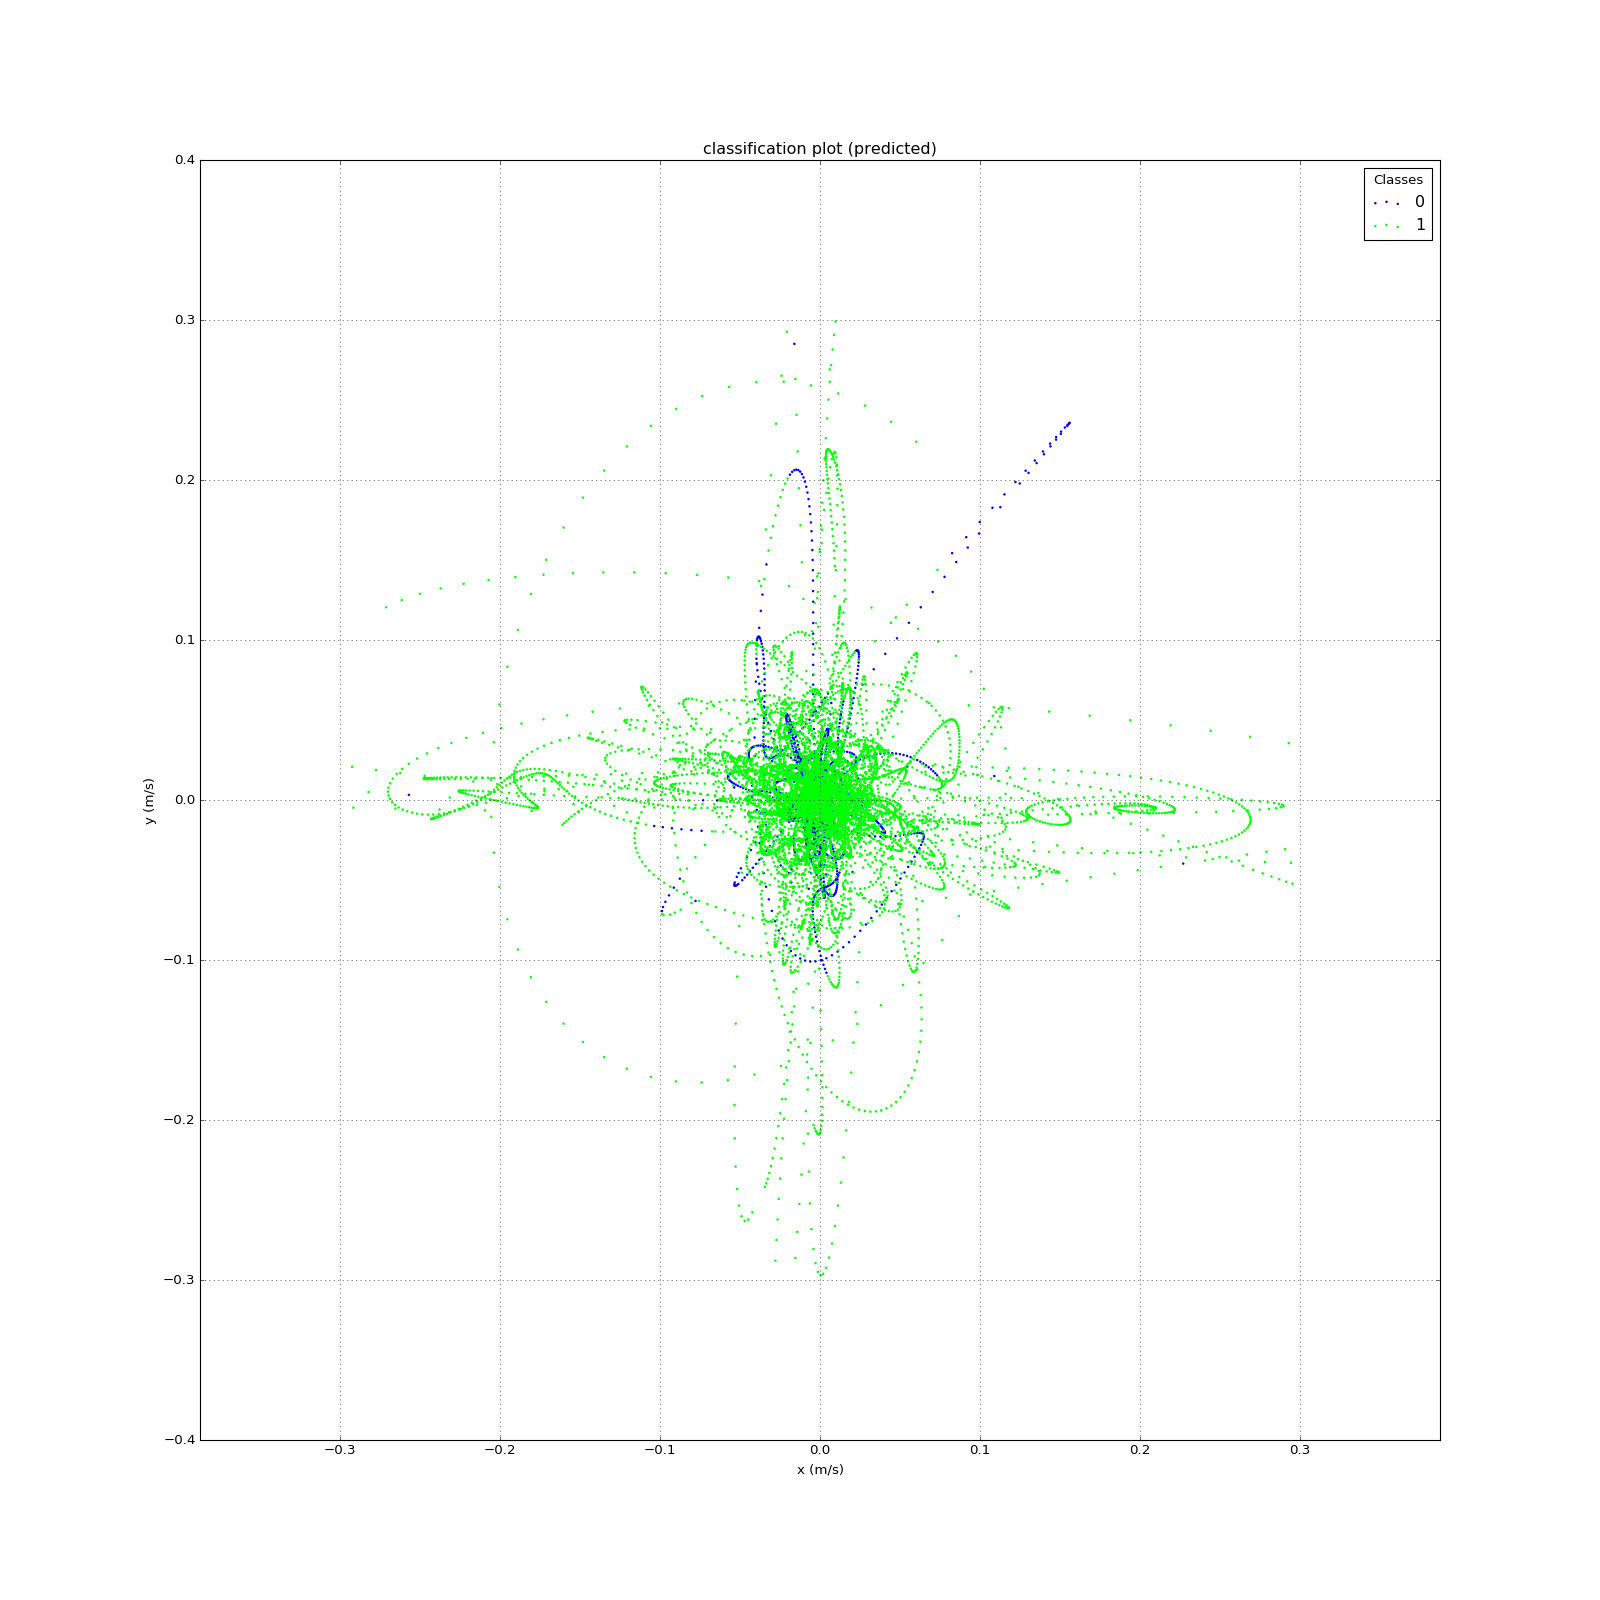 classification plot (predicted)
Classes
0
1
0.4
0.3
0.2
0.1
0.0
−0.1
−0.2
−0.3
−0.4
y (m/s)
−0.3 −0.2 −0.1 0.0 0.1 0.2 0.3
x (m/s)